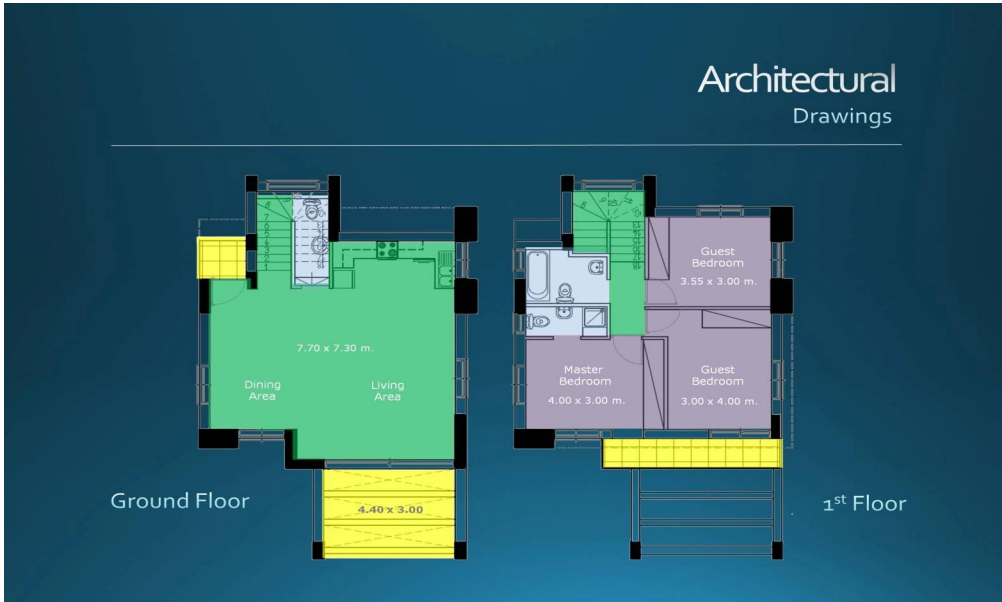 Architectural
Drawings
7.70 x 7.30 m.
Dining
Area
Living
Area
4.40 x 3.00
Ground Floor
Guest
Bedroom
3.55 x 3.00 m.
Master
Bedroom
4.00 x 3.00 m.
Guest
Bedroom
3.00 x 4.00 m.
1st Floor